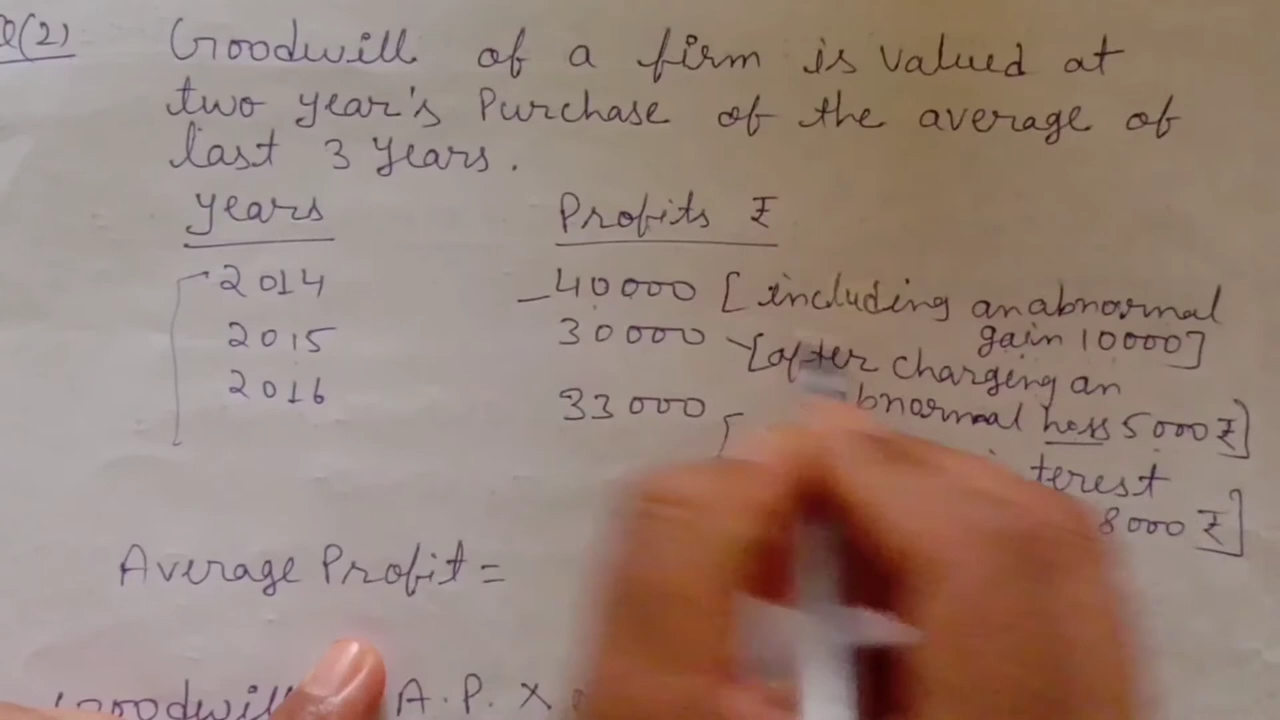 Q(2) Goodwill of a firm is valued at
two year's Purchase of the average of
last 3 years.
years Profits ₹
2014 40000 [including an abnormal
gain 10000]
2015 30000 [after charging an
bnormal loss 5000 ₹]
2016 33000 [
terest
8000 ₹]
Average Profit =
Goodwill A.P. X